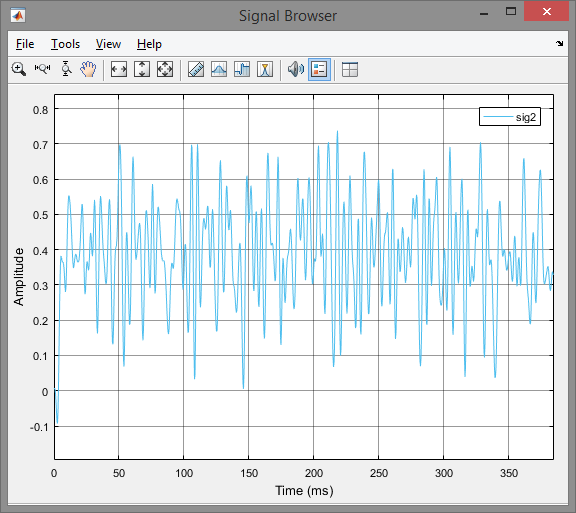 Signal Browser
File Tools View Help
sig2
0.8
0.7
0.6
0.5
0.4
0.3
0.2
0.1
0
-0.1
Amplitude
0 50 100 150 200 250 300 350
Time (ms)